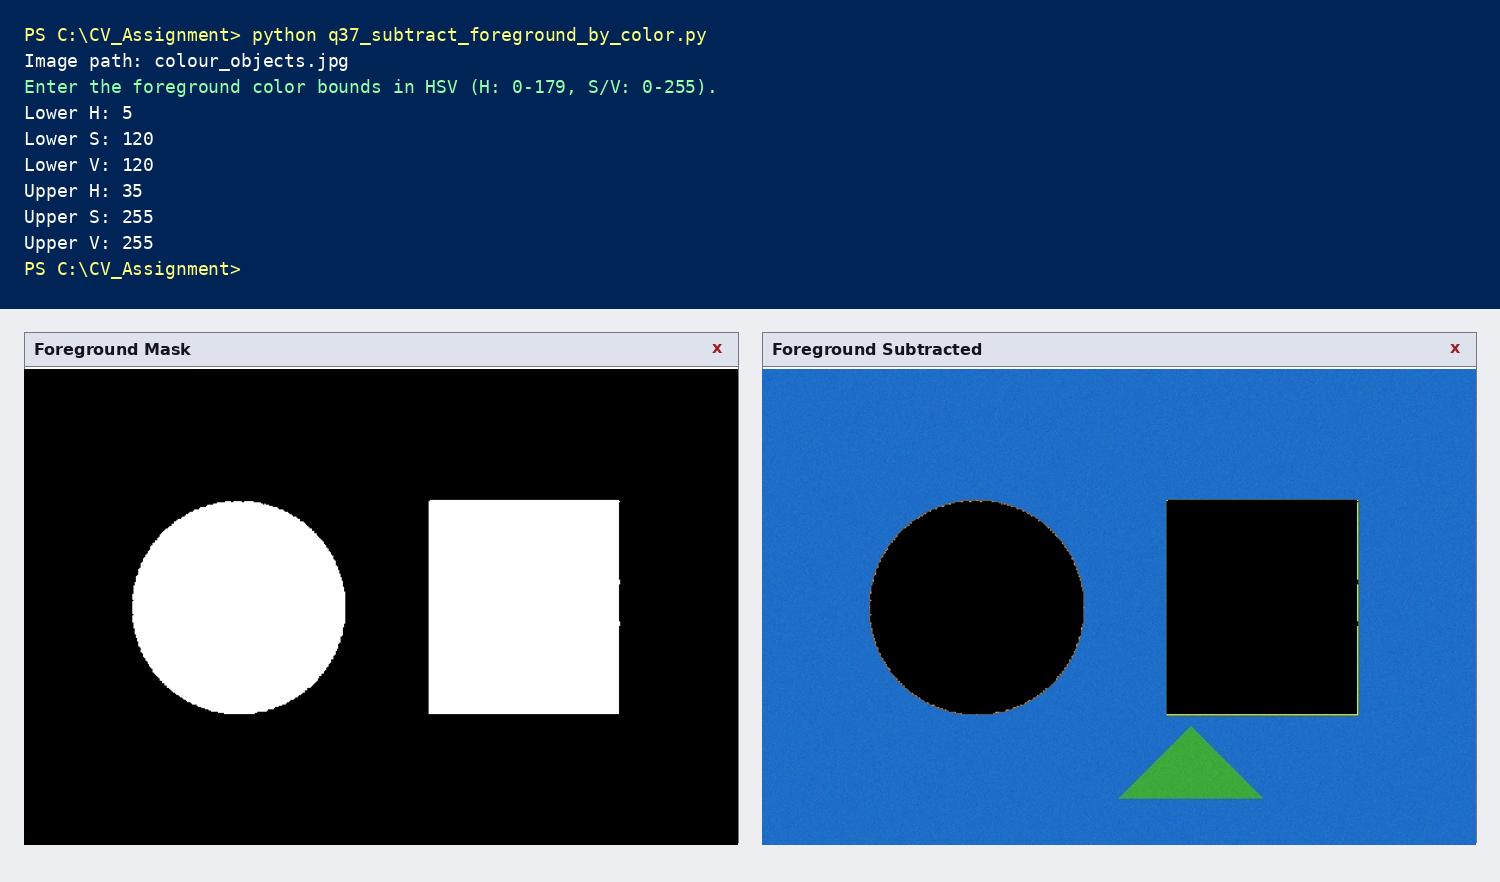 PS C:\CV_Assignment> python q37_subtract_foreground_by_color.py
Image path: colour_objects.jpg
Enter the foreground color bounds in HSV (H: 0-179, S/V: 0-255).
Lower H: 5
Lower S: 120
Lower V: 120
Upper H: 35
Upper S: 255
Upper V: 255
PS C:\CV_Assignment>
Foreground Mask x
Foreground Subtracted x